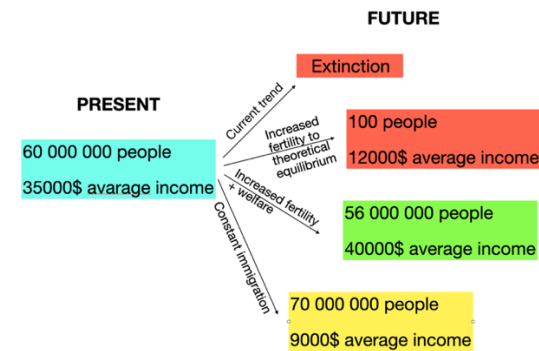 FUTURE
Extinction
PRESENT
Current trend
60 000 000 people
35000$ avarage income
Increased
fertility to
theoretical
equilibrium
100 people
12000$ average income
Increased fertility
+ welfare
56 000 000 people
40000$ average income
Constant immigration
70 000 000 people
9000$ average income